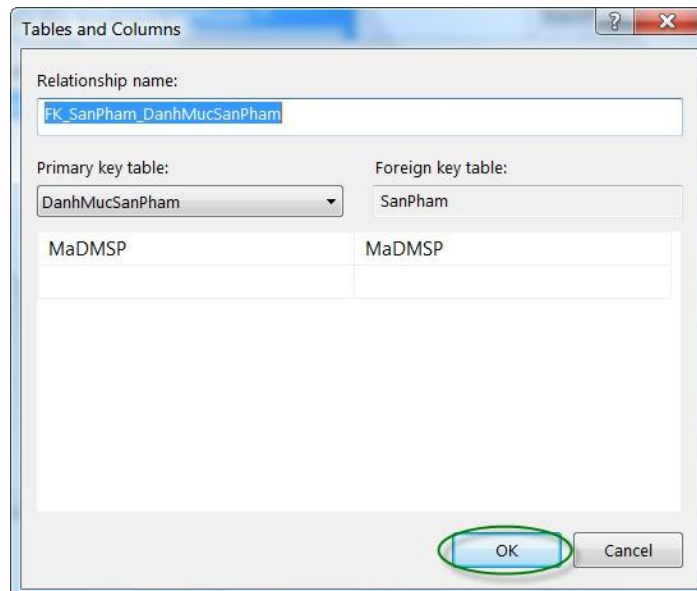 Tables and Columns
Relationship name:
FK_SanPham_DanhMucSanPham
Primary key table:
Foreign key table:
DanhMucSanPham
SanPham
MaDMSP
MaDMSP
OK
Cancel